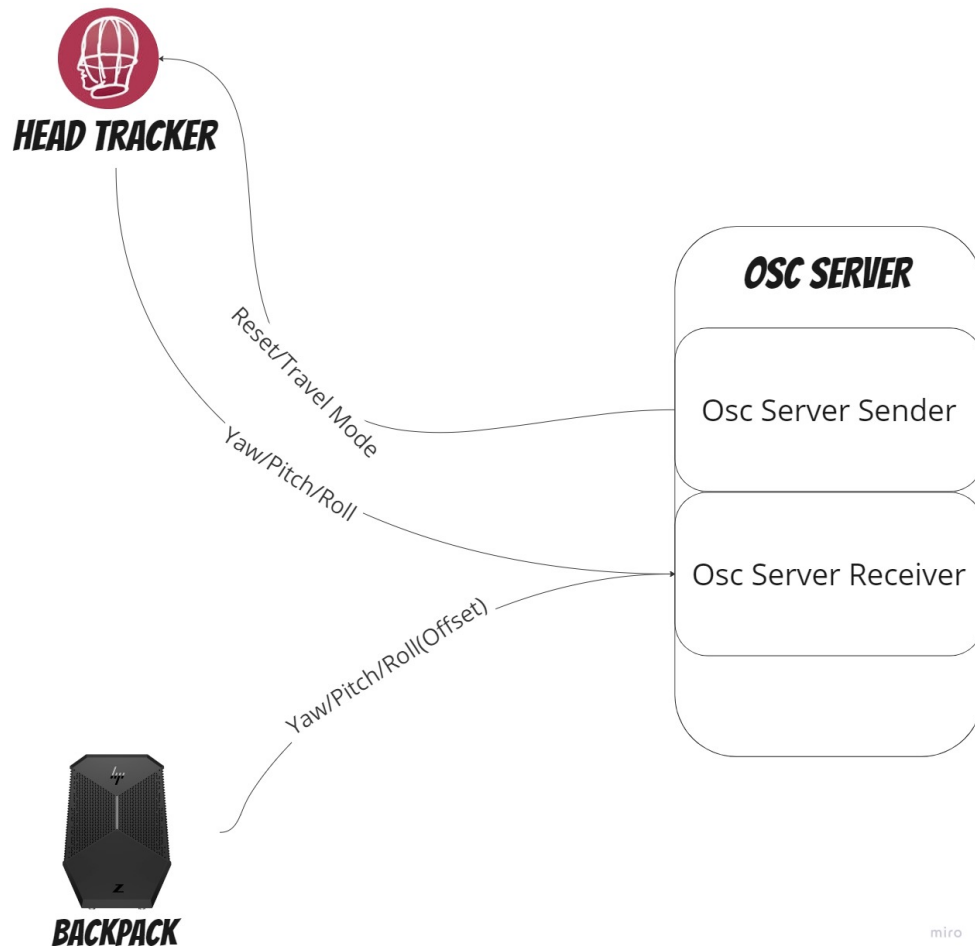 HEAD TRACKER
OSC SERVER
Reset/Travel Mode
Osc Server Sender
Yaw/Pitch/Roll
Osc Server Receiver
Yaw/Pitch/Roll(Offset)
hp
Z
BACKPACK
miro